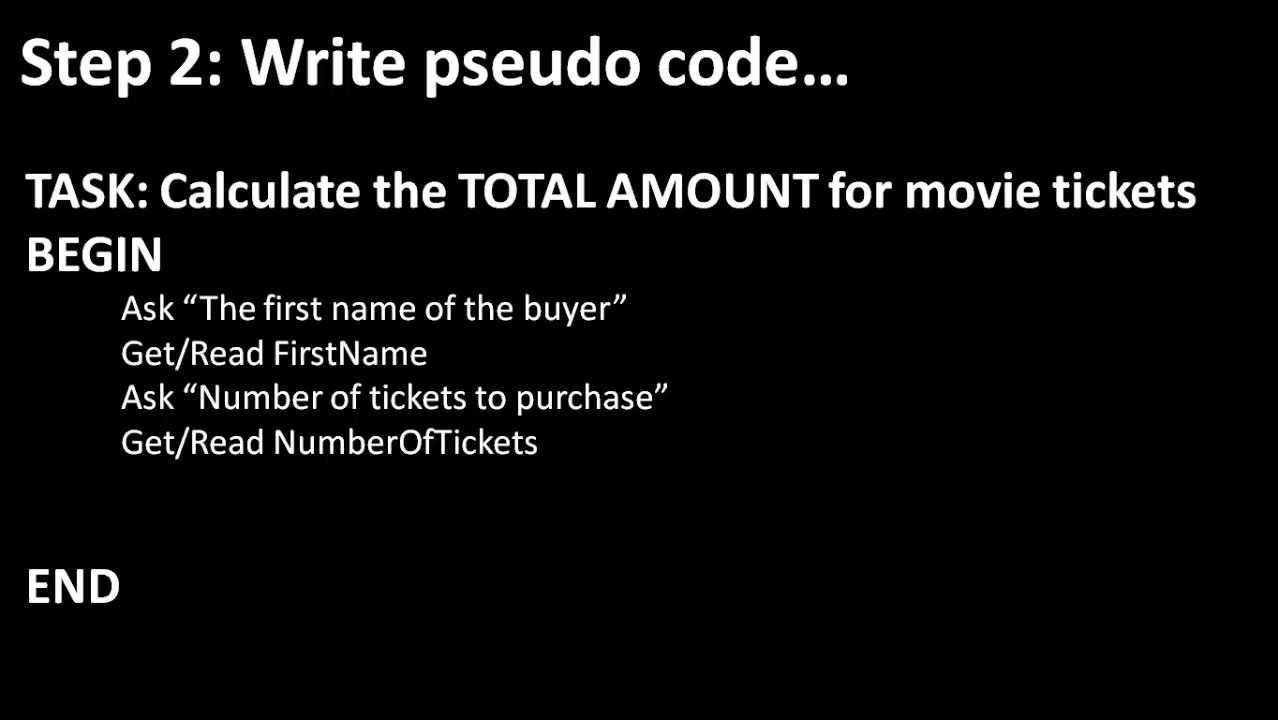 Step 2: Write pseudo code…
TASK: Calculate the TOTAL AMOUNT for movie tickets
BEGIN
Ask “The first name of the buyer”
Get/Read FirstName
Ask “Number of tickets to purchase”
Get/Read NumberOfTickets
END